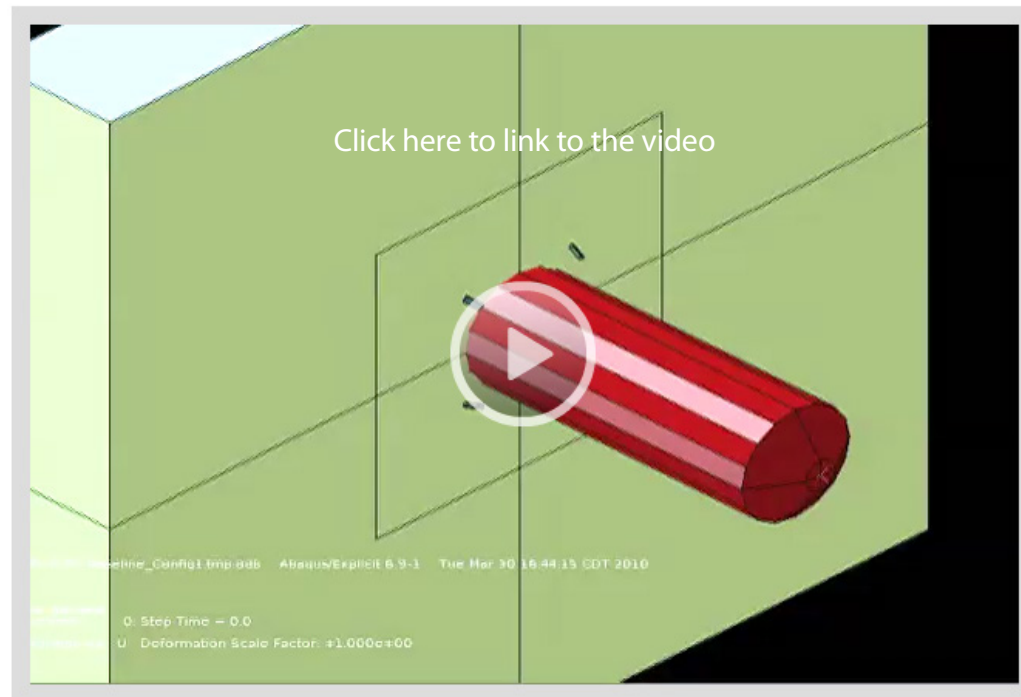 Click here to link to the video
eline_Config1.tmp.odb Abaqus/Explicit 6.9-1 Tue Mar 30 16:44:15 CDT 2010
0: Step Time = 0.0
U Deformation Scale Factor: +1.000e+00